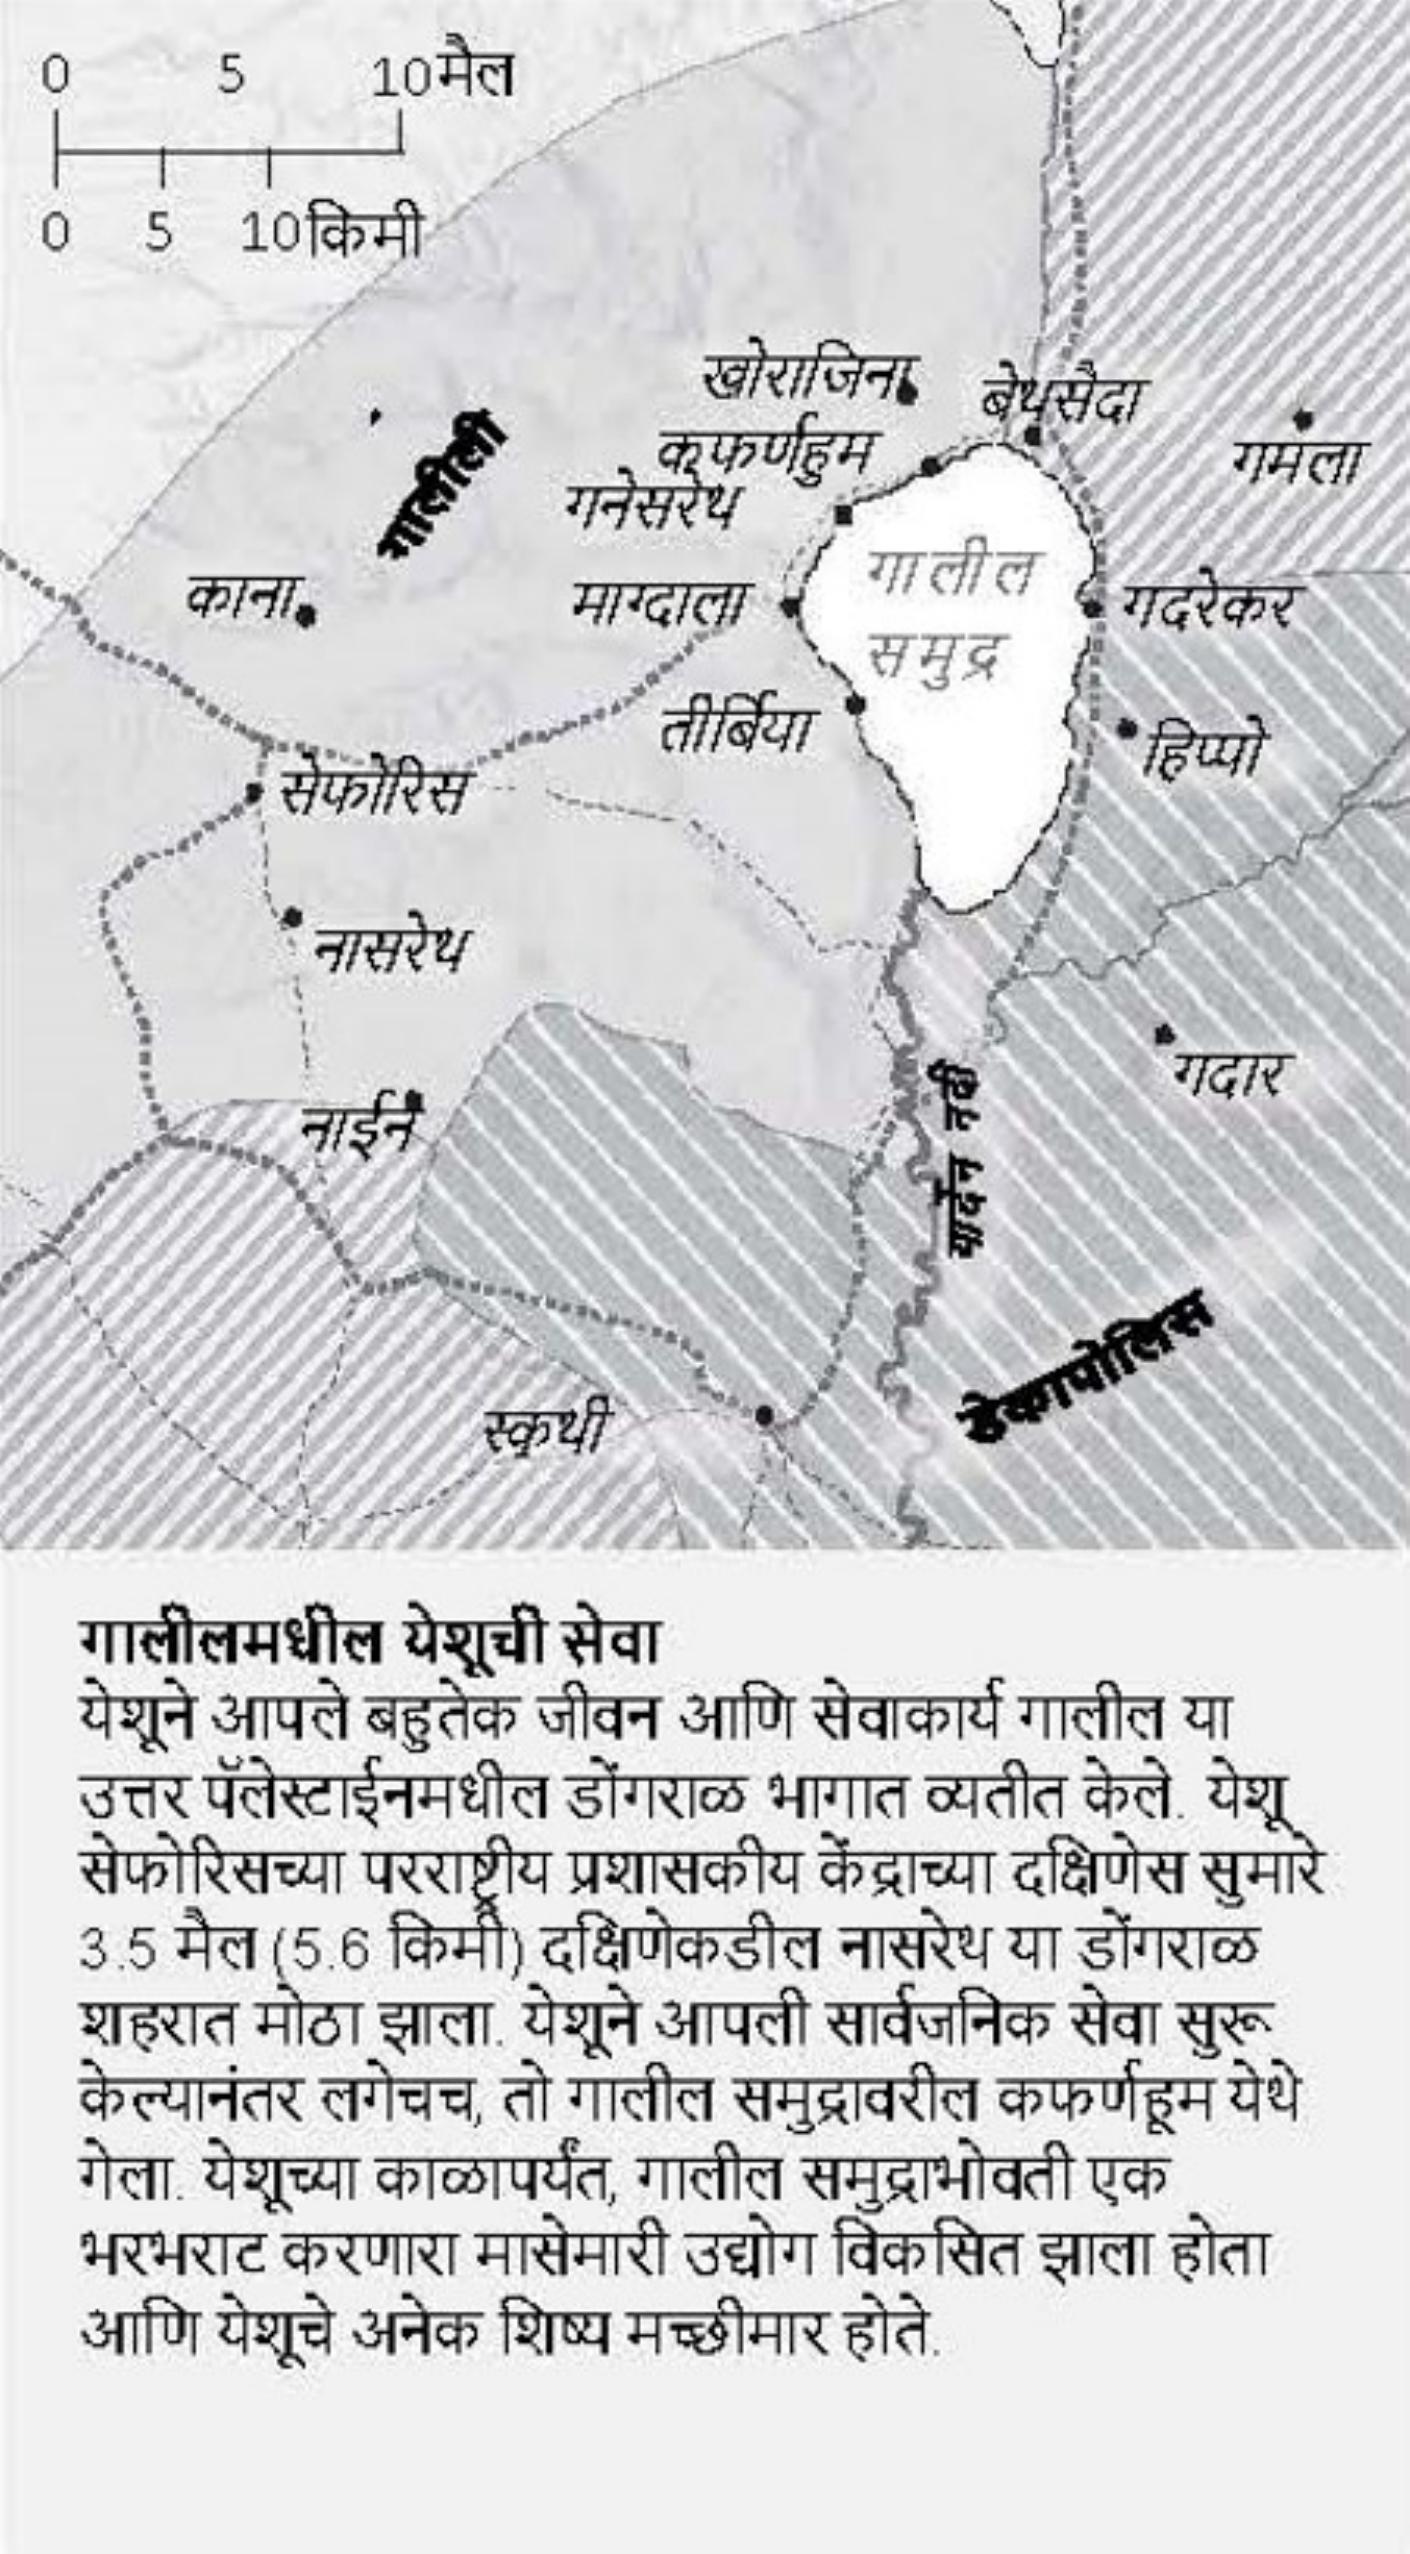 0 5 10मैल
0 5 10किमी
खोराजिन
बेथसैदा
कफर्णहुम
गमला
गनेसरेथ
गालीली
गालील
समुद्र
काना
माग्दाला
गदरेकर
तीर्बिया
हिप्पो
सेफोरिस
नासरेथ
गदार
नाईन
यार्देन नदी
डेकापोलिस
स्कुथी
गालीलमधील येशूची सेवा
येशूने आपले बहुतेक जीवन आणि सेवाकार्य गालील या
उत्तर पॅलेस्टाईनमधील डोंगराळ भागात व्यतीत केले. येशू
सेफोरिसच्या परराष्ट्रीय प्रशासकीय केंद्राच्या दक्षिणेस सुमारे
3.5 मैल (5.6 किमी) दक्षिणेकडील नासरेथ या डोंगराळ
शहरात मोठा झाला. येशूने आपली सार्वजनिक सेवा सुरू
केल्यानंतर लगेचच, तो गालील समुद्रावरील कफर्णहूम येथे
गेला. येशूच्या काळापर्यंत, गालील समुद्राभोवती एक
भरभराट करणारा मासेमारी उद्योग विकसित झाला होता
आणि येशूचे अनेक शिष्य मच्छीमार होते.